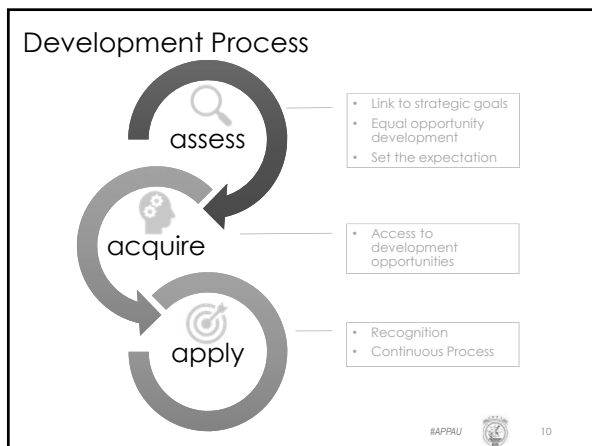 Development Process
assess
• Link to strategic goals
• Equal opportunity
development
• Set the expectation
acquire
• Access to
development
opportunities
apply
• Recognition
• Continuous Process
#APPAU
10